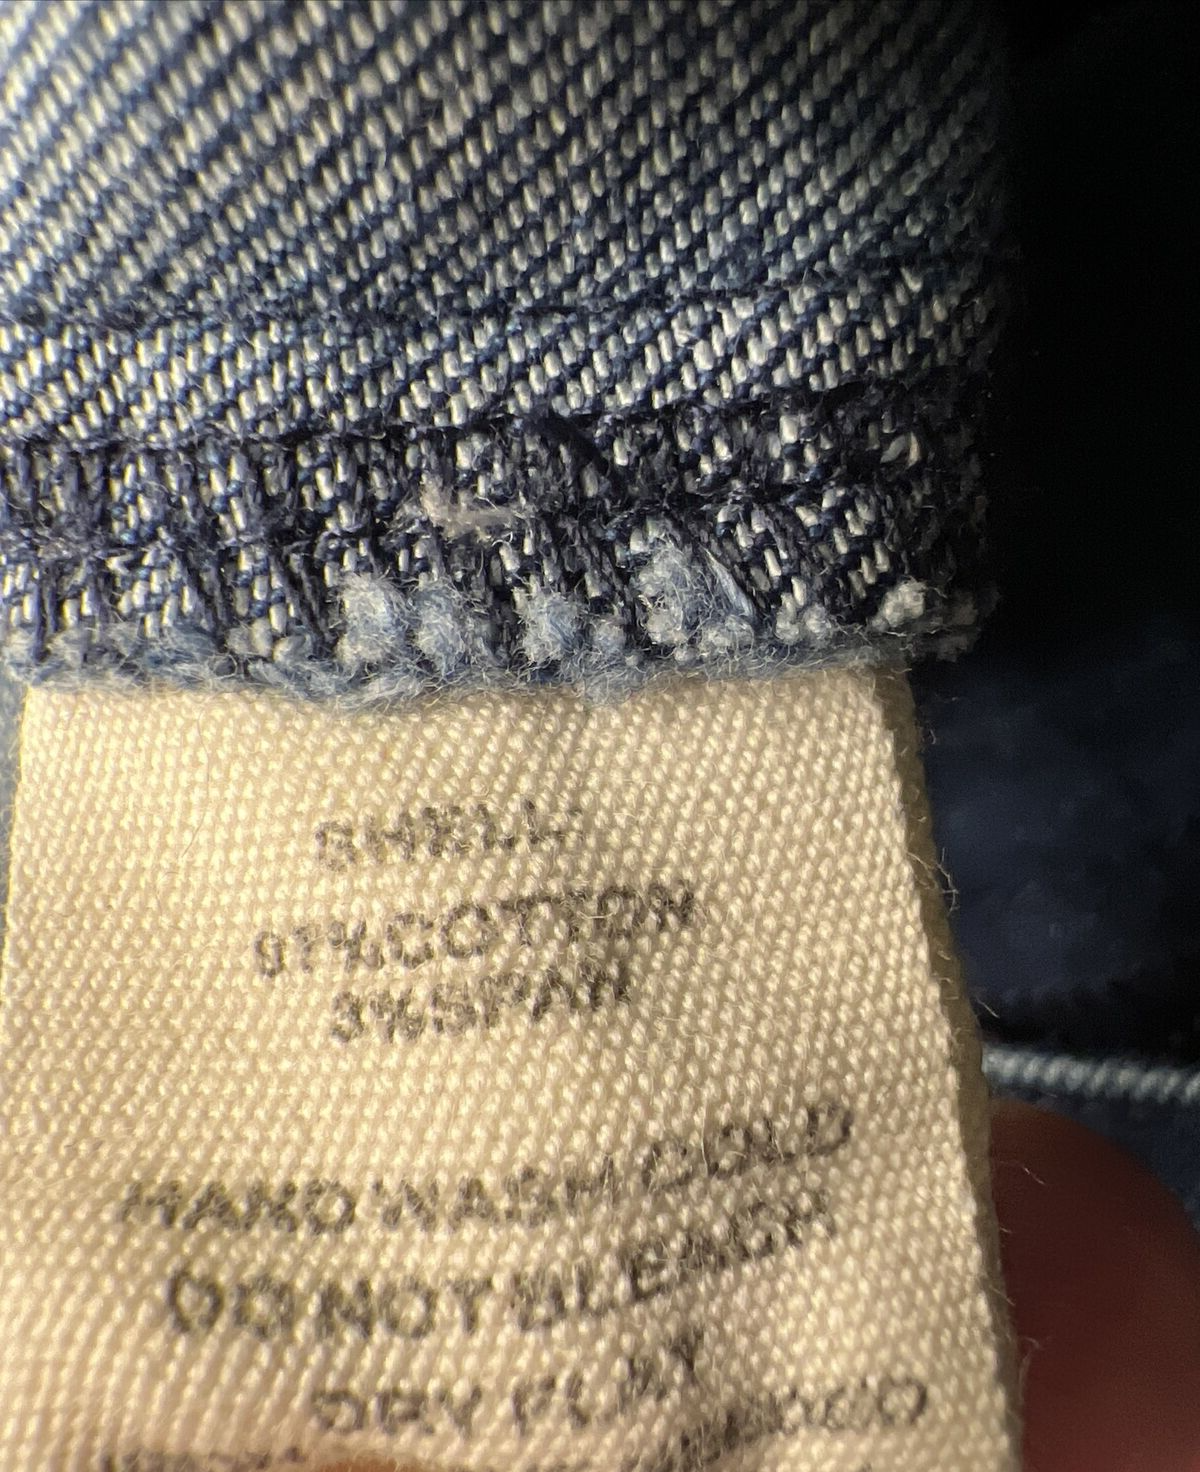 SHELL:
97%COTTON
3%SPAN
HAND WASH COLD
DO NOT BLEACH
DRY FLAT